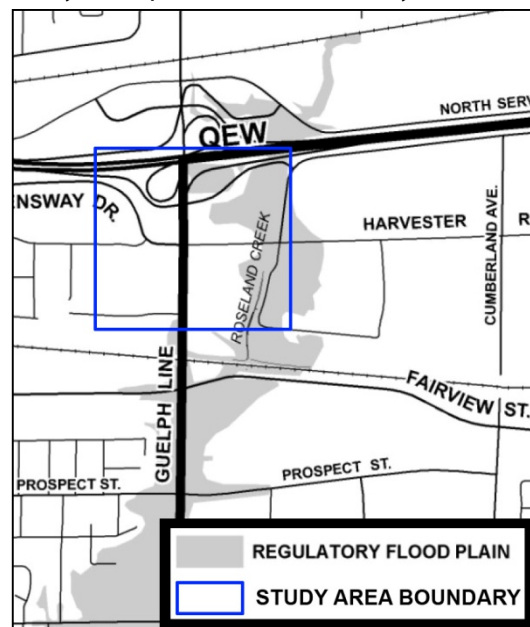 QEW
NORTH SERV
ENSWAY DR.
HARVESTER R
CUMBERLAND AVE.
ROSELAND CREEK
GUELPH LINE
FAIRVIEW ST.
PROSPECT ST.
PROSPECT ST.
REGULATORY FLOOD PLAIN
STUDY AREA BOUNDARY